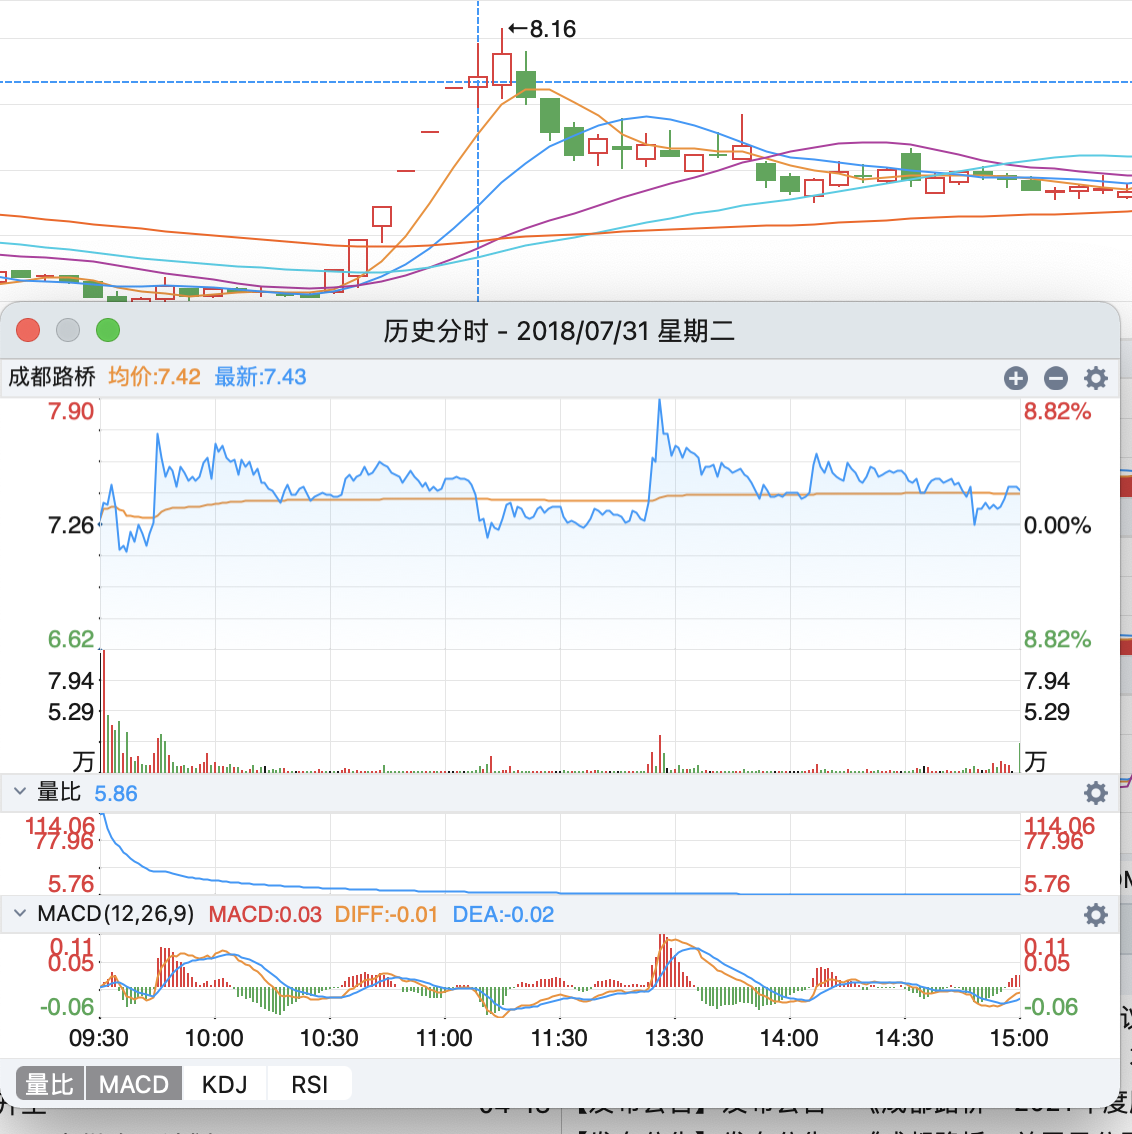 ←8.16
历史分时 - 2018/07/31 星期二
成都路桥 均价:7.42 最新:7.43
7.90 8.82%
7.26 0.00%
6.62 8.82%
7.94 7.94
5.29 5.29
万 万
量比 5.86
114.06 114.06
77.96 77.96
5.76 5.76
MACD(12,26,9) MACD:0.03 DIFF:-0.01 DEA:-0.02
0.11 0.11
0.05 0.05
-0.06 -0.06
09:30 10:00 10:30 11:00 11:30 13:30 14:00 14:30 15:00
量比 MACD KDJ RSI